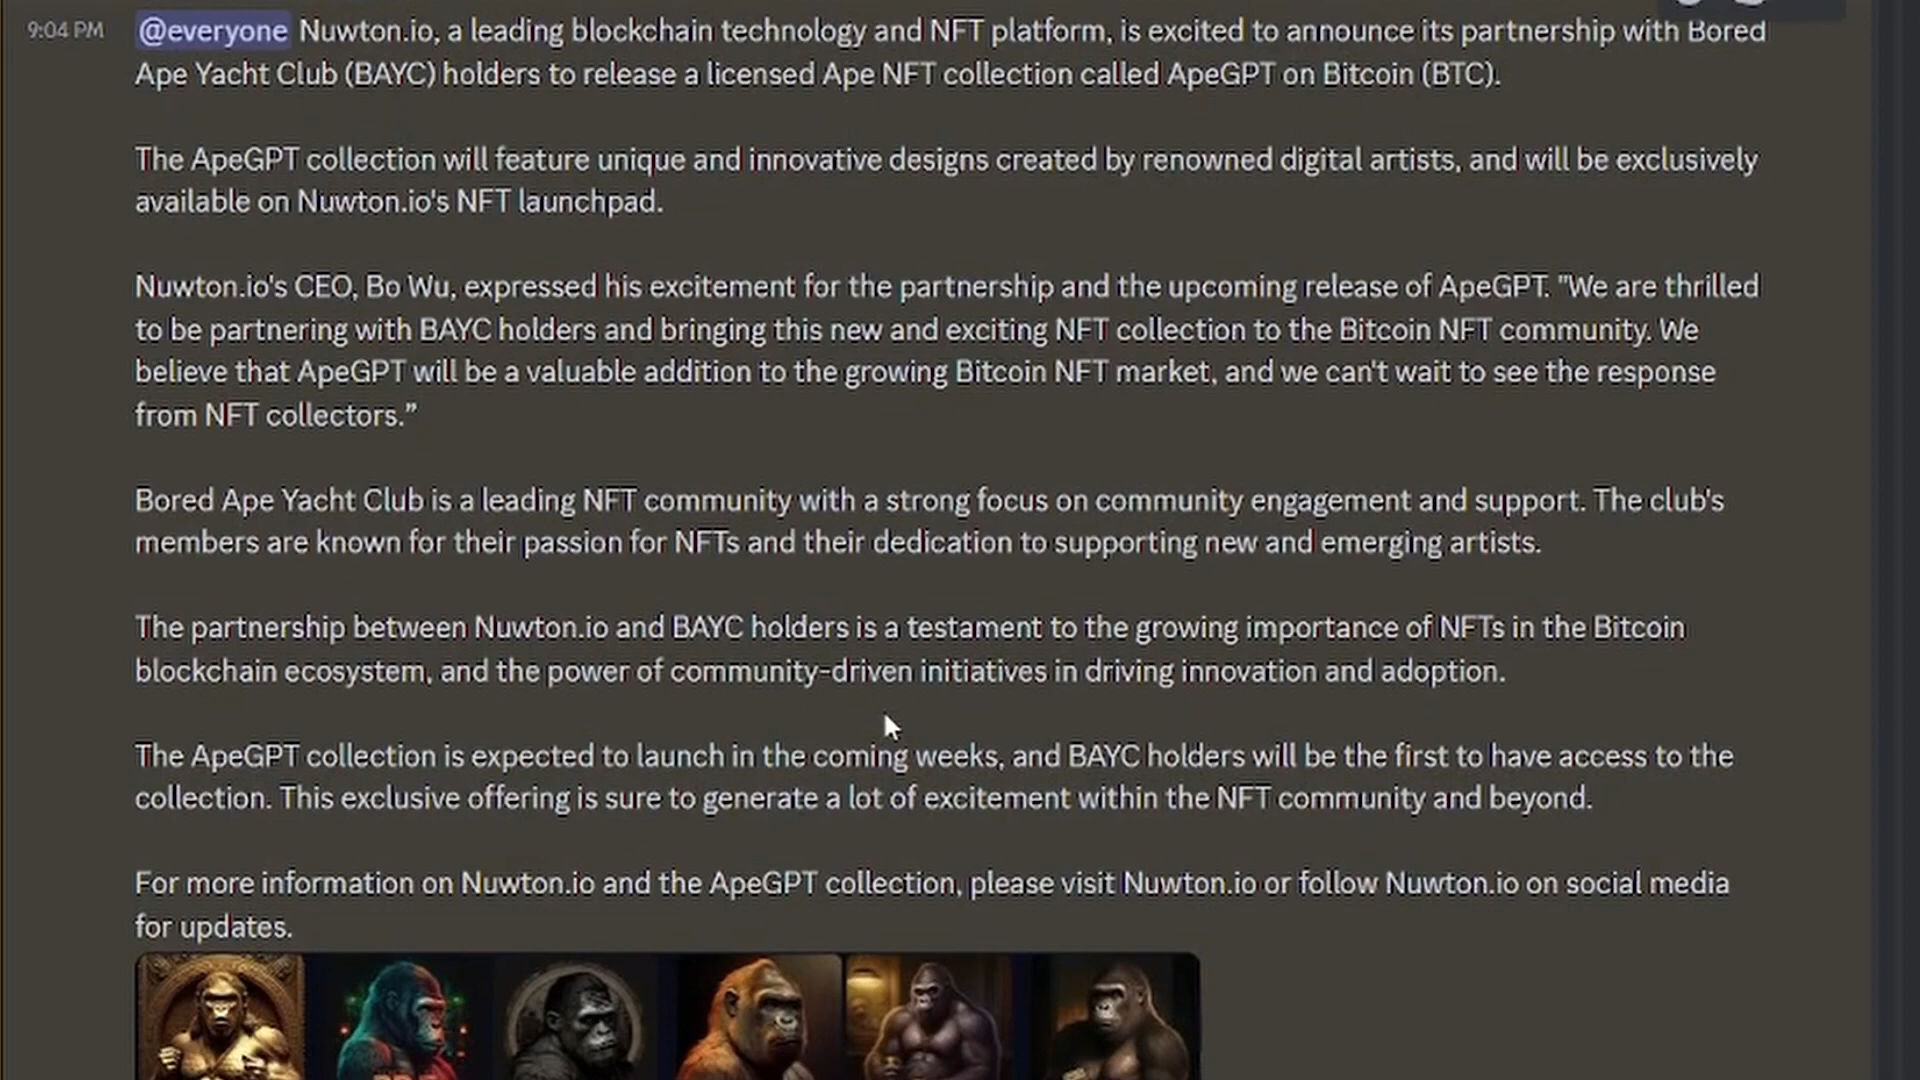 9:04 PM @everyone Nuwton.io, a leading blockchain technology and NFT platform, is excited to announce its partnership with Bored
Ape Yacht Club (BAYC) holders to release a licensed Ape NFT collection called ApeGPT on Bitcoin (BTC).
The ApeGPT collection will feature unique and innovative designs created by renowned digital artists, and will be exclusively
available on Nuwton.io's NFT launchpad.
Nuwton.io's CEO, Bo Wu, expressed his excitement for the partnership and the upcoming release of ApeGPT. "We are thrilled
to be partnering with BAYC holders and bringing this new and exciting NFT collection to the Bitcoin NFT community. We
believe that ApeGPT will be a valuable addition to the growing Bitcoin NFT market, and we can't wait to see the response
from NFT collectors.”
Bored Ape Yacht Club is a leading NFT community with a strong focus on community engagement and support. The club's
members are known for their passion for NFTs and their dedication to supporting new and emerging artists.
The partnership between Nuwton.io and BAYC holders is a testament to the growing importance of NFTs in the Bitcoin
blockchain ecosystem, and the power of community-driven initiatives in driving innovation and adoption.
The ApeGPT collection is expected to launch in the coming weeks, and BAYC holders will be the first to have access to the
collection. This exclusive offering is sure to generate a lot of excitement within the NFT community and beyond.
For more information on Nuwton.io and the ApeGPT collection, please visit Nuwton.io or follow Nuwton.io on social media
for updates.